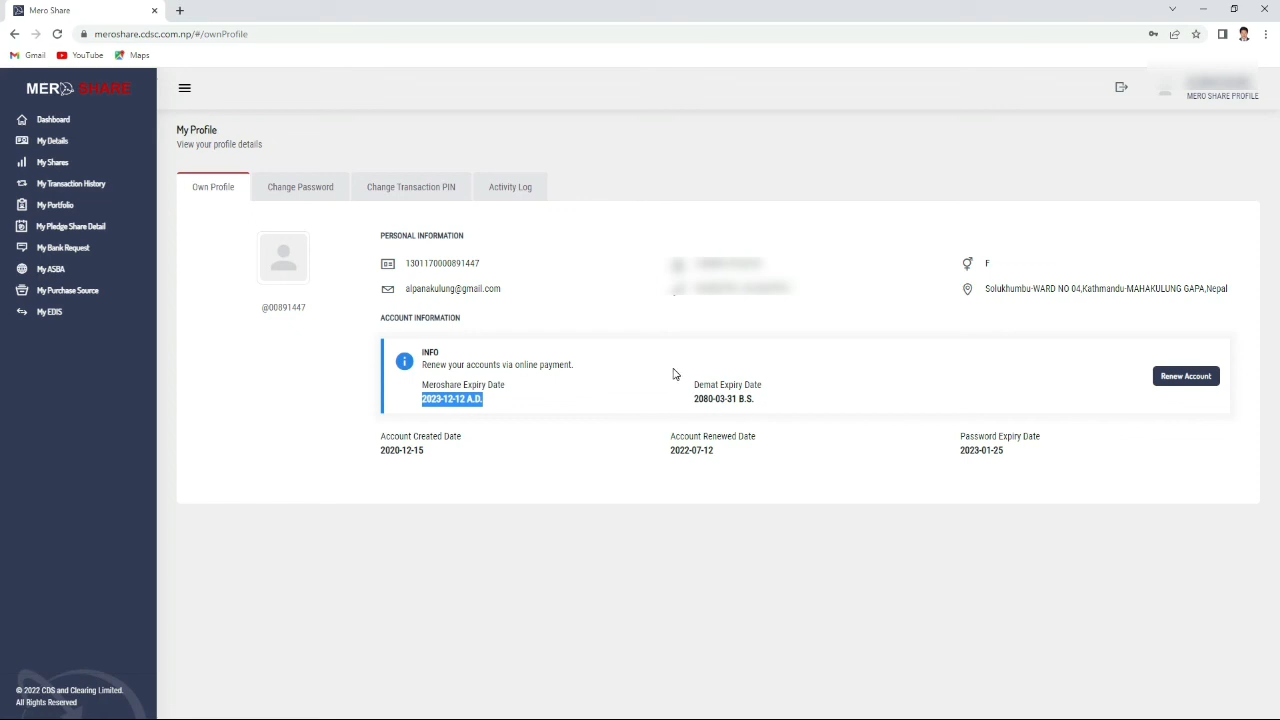 Mero Share
meroshare.cdsc.com.np/#/ownProfile
Gmail
YouTube
Maps
MERO SHARE
MERO SHARE PROFILE
Dashboard
My Details
My Shares
My Transaction History
My Portfolio
My Pledge Share Detail
My Bank Request
My ASBA
My Purchase Source
My EDIS
My Profile
View your profile details
Own Profile
Change Password
Change Transaction PIN
Activity Log
@00891447
PERSONAL INFORMATION
1301170000891447
F
alpanakulung@gmail.com
Solukhumbu-WARD NO 04,Kathmandu-MAHAKULUNG GAPA,Nepal
ACCOUNT INFORMATION
INFO
Renew your accounts via online payment.
Meroshare Expiry Date
2023-12-12 A.D.
Demat Expiry Date
2080-03-31 B.S.
Renew Account
Account Created Date
2020-12-15
Account Renewed Date
2022-07-12
Password Expiry Date
2023-01-25
© 2022 CDS and Clearing Limited.
All Rights Reserved